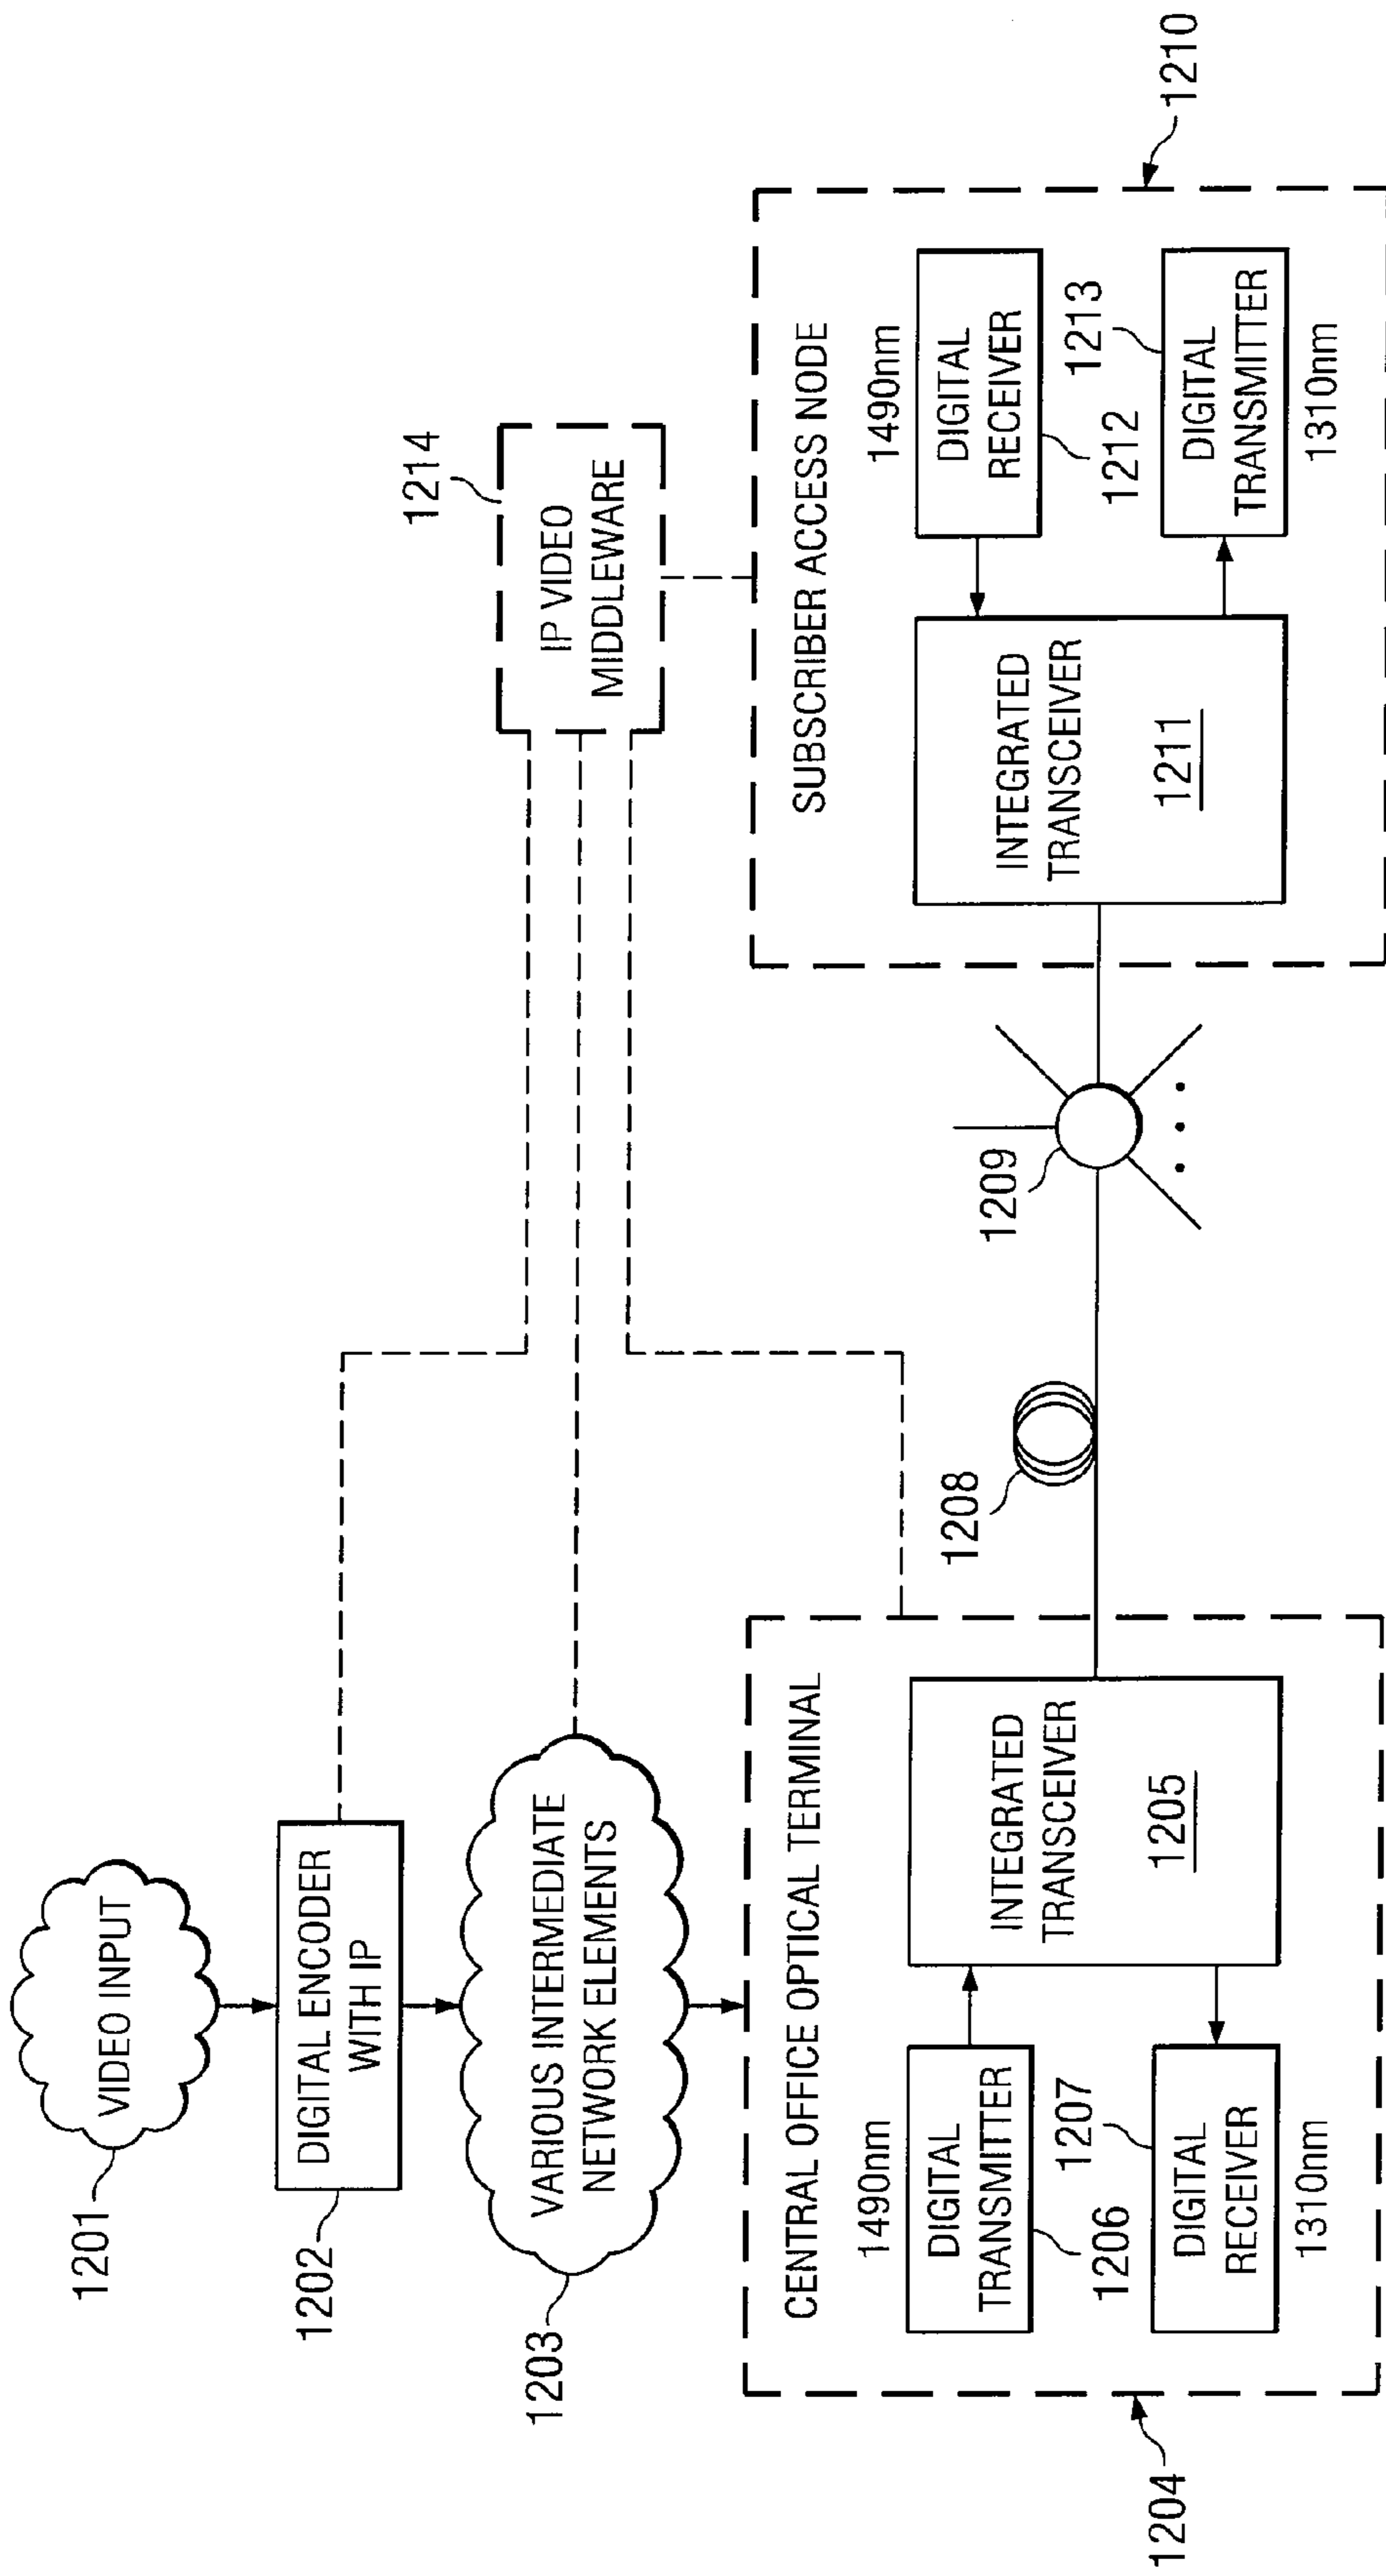 1201
VIDEO INPUT
1202
DIGITAL ENCODER
WITH IP
1203
VARIOUS INTERMEDIATE
NETWORK ELEMENTS
1214
IP VIDEO
MIDDLEWARE
1204
CENTRAL OFFICE OPTICAL TERMINAL
1490nm
DIGITAL
TRANSMITTER
1206
1207
DIGITAL
RECEIVER
1310nm
INTEGRATED
TRANSCEIVER
1205
1208
1209
SUBSCRIBER ACCESS NODE
INTEGRATED
TRANSCEIVER
1211
1490nm
DIGITAL
RECEIVER
1212
1213
DIGITAL
TRANSMITTER
1310nm
1210